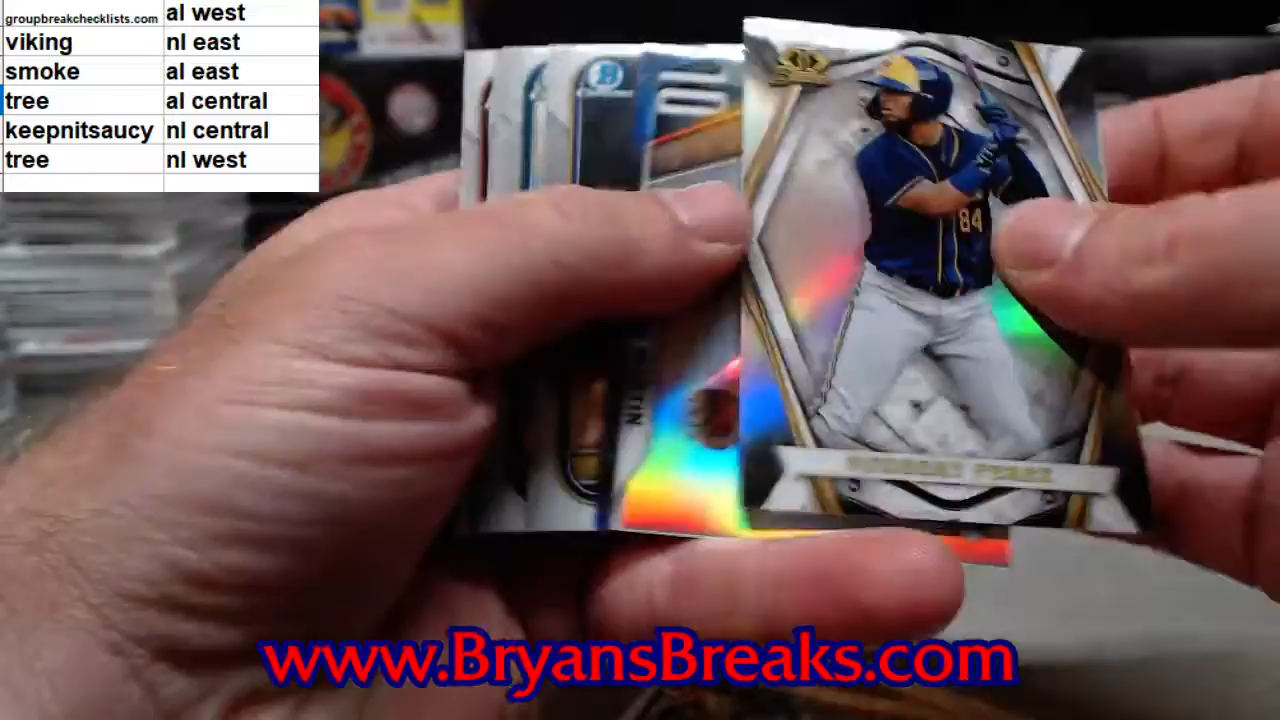 groupbreakchecklists.com al west
viking nl east
smoke al east
tree al central
keepnitsaucy nl central
tree nl west
84
www.BryansBreaks.com